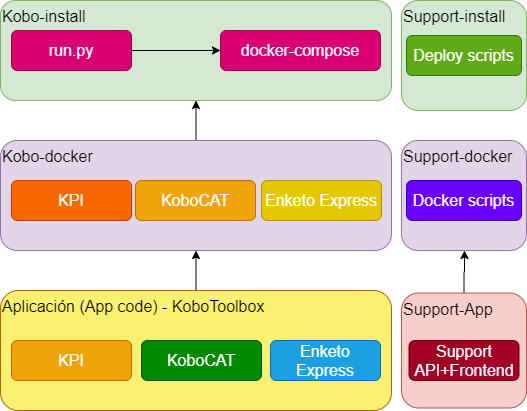 Kobo-install
run.py
docker-compose
Support-install
Deploy scripts
Kobo-docker
KPI
KoboCAT
Enketo Express
Support-docker
Docker scripts
Aplicación (App code) - KoboToolbox
KPI
KoboCAT
Enketo
Express
Support-App
Support
API+Frontend